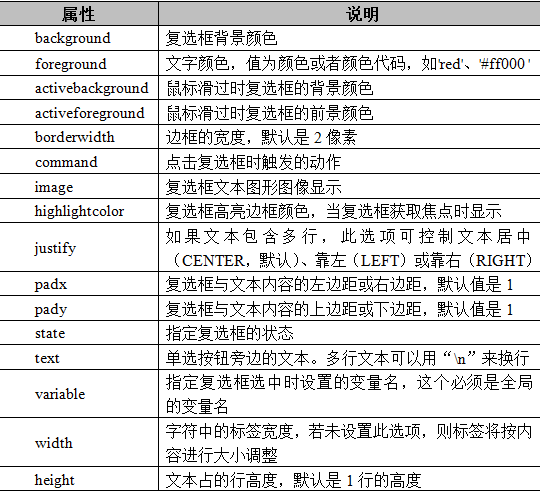 属性 说明
background 复选框背景颜色
foreground 文字颜色，值为颜色或者颜色代码，如'red'、'#ff000'
activebackground 鼠标滑过时复选框的背景颜色
activeforeground 鼠标滑过时复选框的前景颜色
borderwidth 边框的宽度，默认是 2 像素
command 点击复选框时触发的动作
image 复选框文本图形图像显示
highlightcolor 复选框高亮边框颜色，当复选框获取焦点时显示
justify 如果文本包含多行，此选项可控制文本居中
（CENTER，默认）、靠左（LEFT）或靠右（RIGHT）
padx 复选框与文本内容的左边距或右边距，默认值是 1
pady 复选框与文本内容的上边距或下边距，默认值是 1
state 指定复选框的状态
text 单选按钮旁边的文本。多行文本可以用“\n”来换行
variable 指定复选框选中时设置的变量名，这个必须是全局
的变量名
width 字符中的标签宽度，若未设置此选项，则标签将按内
容进行大小调整
height 文本占的行高度，默认是 1 行的高度